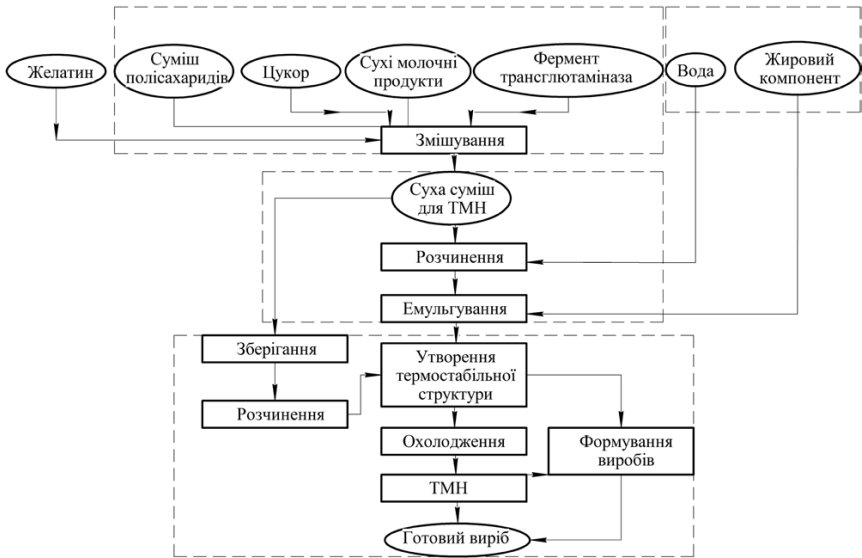 Желатин
Суміш
полісахаридів
Цукор
Сухі молочні
продукти
Фермент
трансглютаміназа
Вода
Жировий
компонент
Змішування
Суха суміш
для ТМН
Розчинення
Емульгування
Зберігання
Утворення
термостабільної
структури
Розчинення
Охолодження
Формування
виробів
ТМН
Готовий виріб